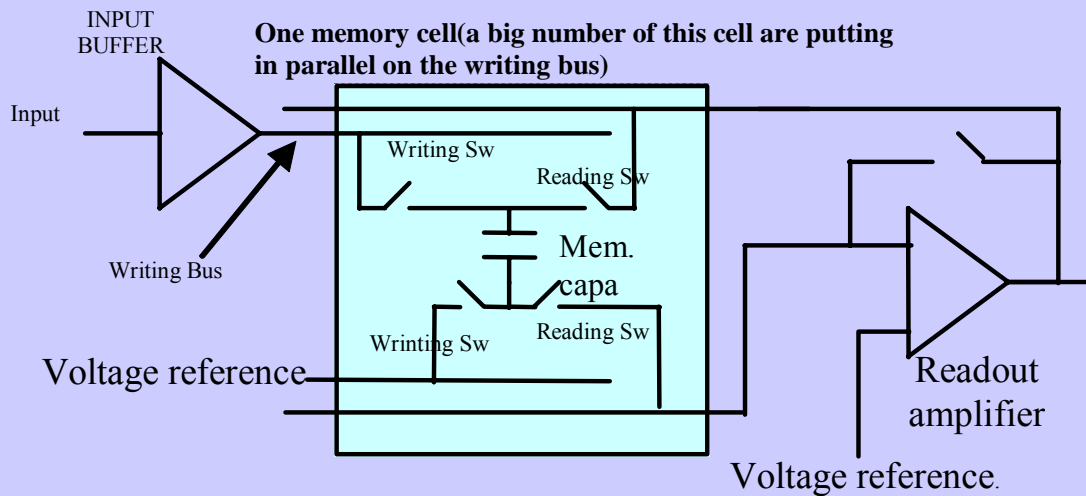 INPUT
BUFFER
One memory cell(a big number of this cell are putting
in parallel on the writing bus)
Input
Writing Sw
Reading Sw
Mem.
capa
Writing Bus
Wrinting Sw
Reading Sw
Voltage reference
Readout
amplifier
Voltage reference.